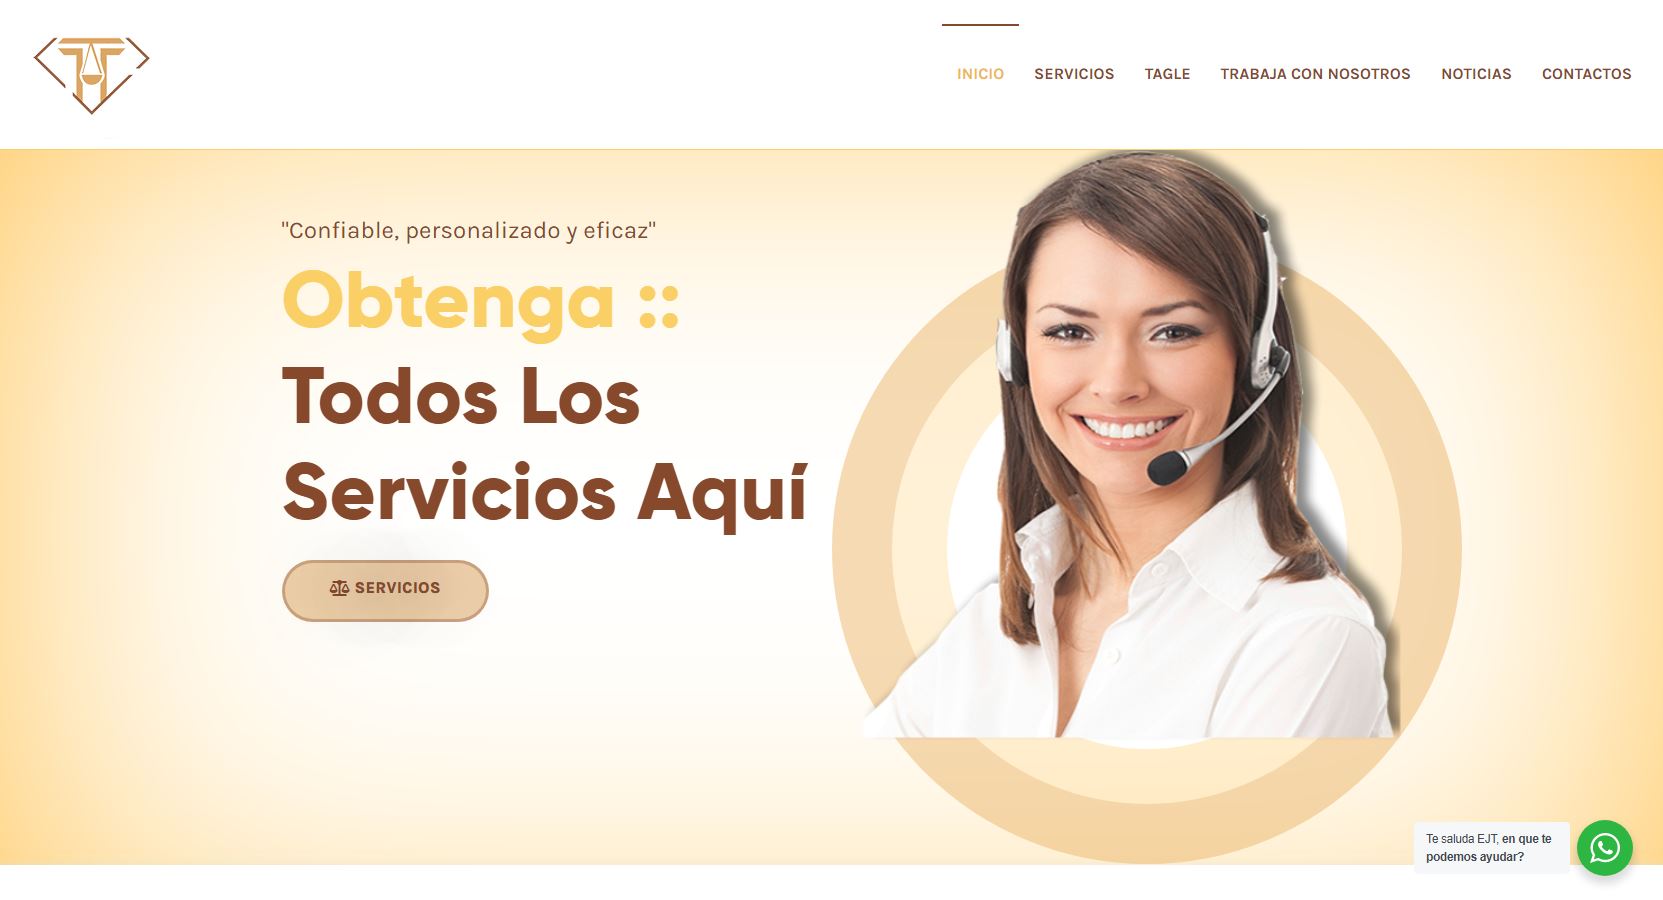 INICIO SERVICIOS TAGLE TRABAJA CON NOSOTROS NOTICIAS CONTACTOS
"Confiable, personalizado y eficaz"
Obtenga ::
Todos Los
Servicios Aquí
SERVICIOS
Te saluda EJT, en que te
podemos ayudar?